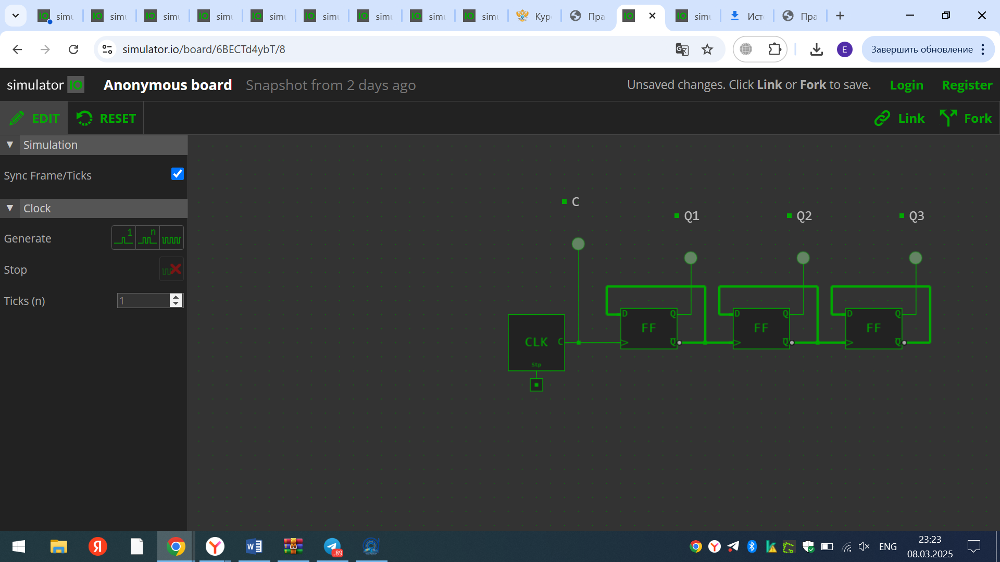 simu
simu
simu
simu
simu
simu
simu
simu
simu
Кур
Пра
simu
Ист
Пра
simulator.io/board/6BECTd4ybT/8
E
Завершить обновление
simulator IO
Anonymous board
Snapshot from 2 days ago
Unsaved changes. Click Link or Fork to save.
Login
Register
EDIT
RESET
Link
Fork
Simulation
Sync Frame/Ticks
Clock
Generate
1
n
Stop
Ticks (n)
1
C
Q1
Q2
Q3
CLK
C
Stp
D
Q
FF
Q
D
Q
FF
Q
D
Q
FF
Q
..89
ENG
23:23
08.03.2025